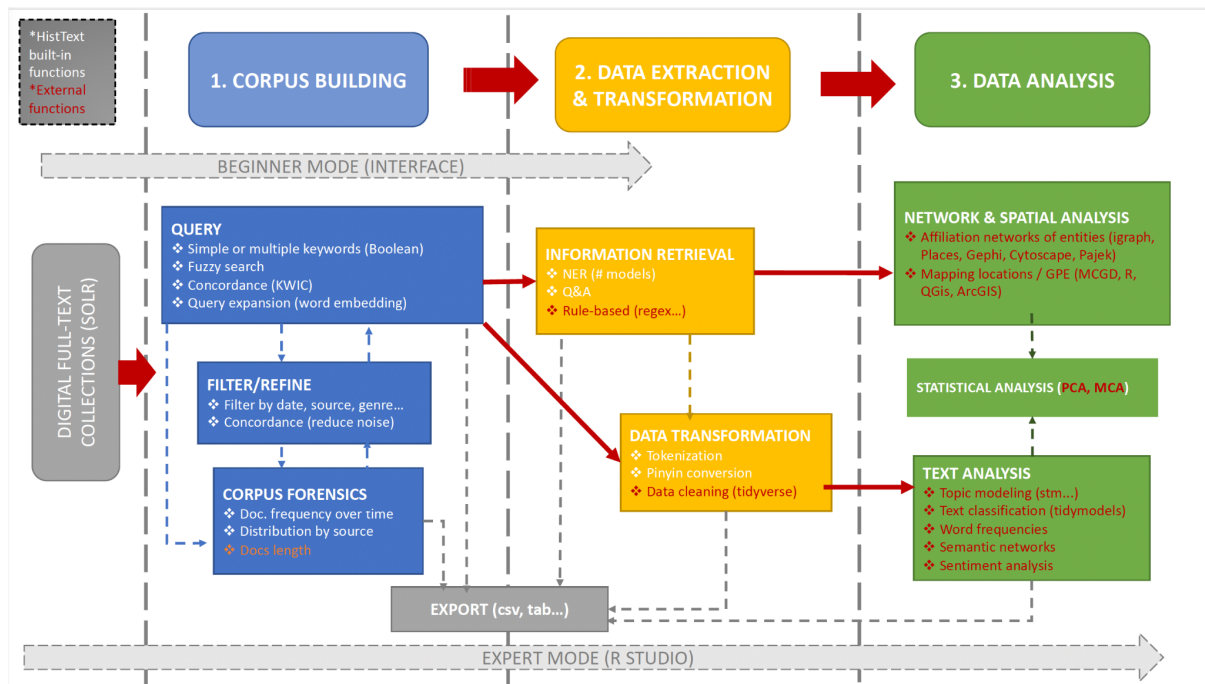 *HistText
built-in
functions
*External
functions
1. CORPUS BUILDING
2. DATA EXTRACTION
& TRANSFORMATION
3. DATA ANALYSIS
BEGINNER MODE (INTERFACE)
DIGITAL FULL-TEXT
COLLECTIONS (SOLR)
QUERY
❖ Simple or multiple keywords (Boolean)
❖ Fuzzy search
❖ Concordance (KWIC)
❖ Query expansion (word embedding)
FILTER/REFINE
❖ Filter by date, source, genre...
❖ Concordance (reduce noise)
CORPUS FORENSICS
❖ Doc. frequency over time
❖ Distribution by source
❖ Docs length
INFORMATION RETRIEVAL
❖ NER (# models)
❖ Q&A
❖ Rule-based (regex...)
DATA TRANSFORMATION
❖ Tokenization
❖ Pinyin conversion
❖ Data cleaning (tidyverse)
NETWORK & SPATIAL ANALYSIS
❖ Affiliation networks of entities (igraph,
Places, Gephi, Cytoscape, Pajek)
❖ Mapping locations / GPE (MCGD, R,
QGis, ArcGIS)
STATISTICAL ANALYSIS (PCA, MCA)
TEXT ANALYSIS
❖ Topic modeling (stm...)
❖ Text classification (tidymodels)
❖ Word frequencies
❖ Semantic networks
❖ Sentiment analysis
EXPORT (csv, tab...)
EXPERT MODE (R STUDIO)